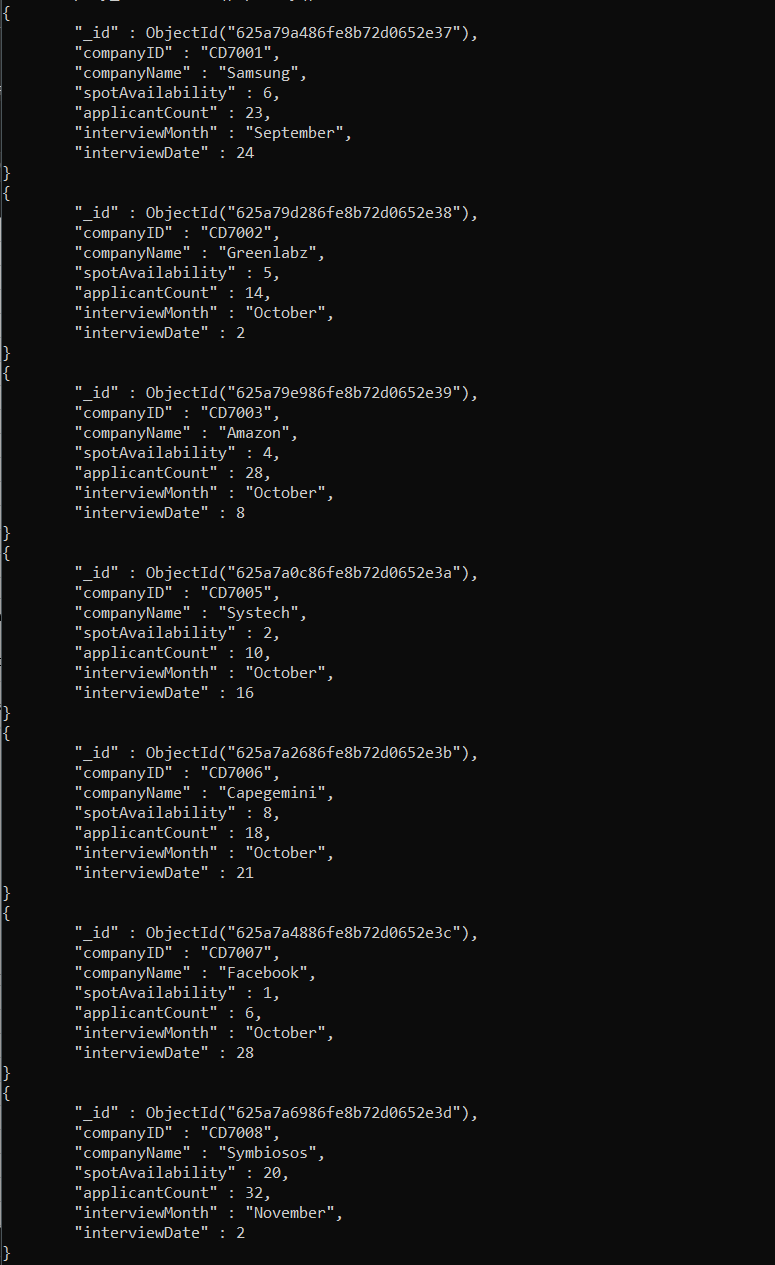 {
"_id" : ObjectId("625a79a486fe8b72d0652e37"),
"companyID" : "CD7001",
"companyName" : "Samsung",
"spotAvailability" : 6,
"applicantCount" : 23,
"interviewMonth" : "September",
"interviewDate" : 24
}
{
"_id" : ObjectId("625a79d286fe8b72d0652e38"),
"companyID" : "CD7002",
"companyName" : "Greenlabz",
"spotAvailability" : 5,
"applicantCount" : 14,
"interviewMonth" : "October",
"interviewDate" : 2
}
{
"_id" : ObjectId("625a79e986fe8b72d0652e39"),
"companyID" : "CD7003",
"companyName" : "Amazon",
"spotAvailability" : 4,
"applicantCount" : 28,
"interviewMonth" : "October",
"interviewDate" : 8
}
{
"_id" : ObjectId("625a7a0c86fe8b72d0652e3a"),
"companyID" : "CD7005",
"companyName" : "Systech",
"spotAvailability" : 2,
"applicantCount" : 10,
"interviewMonth" : "October",
"interviewDate" : 16
}
{
"_id" : ObjectId("625a7a2686fe8b72d0652e3b"),
"companyID" : "CD7006",
"companyName" : "Capegemini",
"spotAvailability" : 8,
"applicantCount" : 18,
"interviewMonth" : "October",
"interviewDate" : 21
}
{
"_id" : ObjectId("625a7a4886fe8b72d0652e3c"),
"companyID" : "CD7007",
"companyName" : "Facebook",
"spotAvailability" : 1,
"applicantCount" : 6,
"interviewMonth" : "October",
"interviewDate" : 28
}
{
"_id" : ObjectId("625a7a6986fe8b72d0652e3d"),
"companyID" : "CD7008",
"companyName" : "Symbiosos",
"spotAvailability" : 20,
"applicantCount" : 32,
"interviewMonth" : "November",
"interviewDate" : 2
}